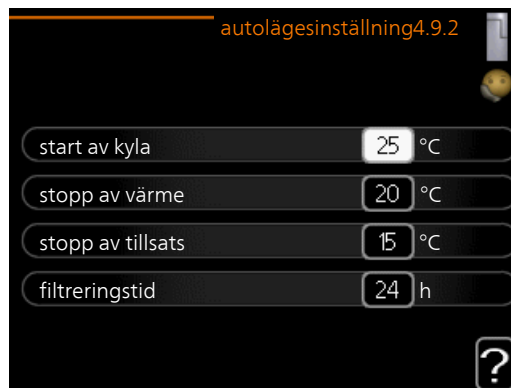 autolägesinställning4.9.2
start av kyla 25 °C
stopp av värme 20 °C
stopp av tillsats 15 °C
filtreringstid 24 h
?